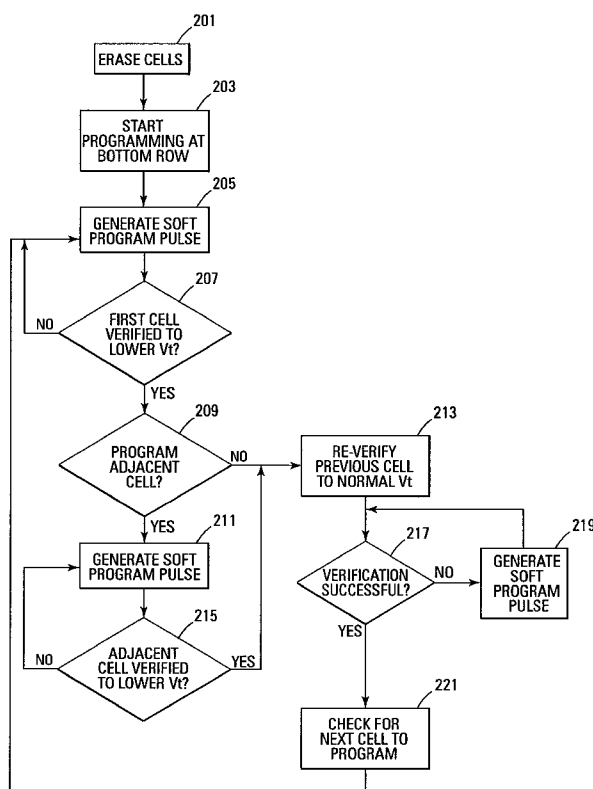 201
ERASE CELLS
203
START
PROGRAMMING AT
BOTTOM ROW
205
GENERATE SOFT
PROGRAM PULSE
207
NO
FIRST CELL
VERIFIED TO
LOWER Vt?
YES
209
PROGRAM
ADJACENT
CELL?
NO
YES
211
GENERATE SOFT
PROGRAM PULSE
215
NO
ADJACENT
CELL VERIFIED
TO LOWER Vt?
YES
213
RE-VERIFY
PREVIOUS CELL
TO NORMAL Vt
217
VERIFICATION
SUCCESSFUL?
NO
YES
219
GENERATE
SOFT
PROGRAM
PULSE
221
CHECK FOR
NEXT CELL TO
PROGRAM